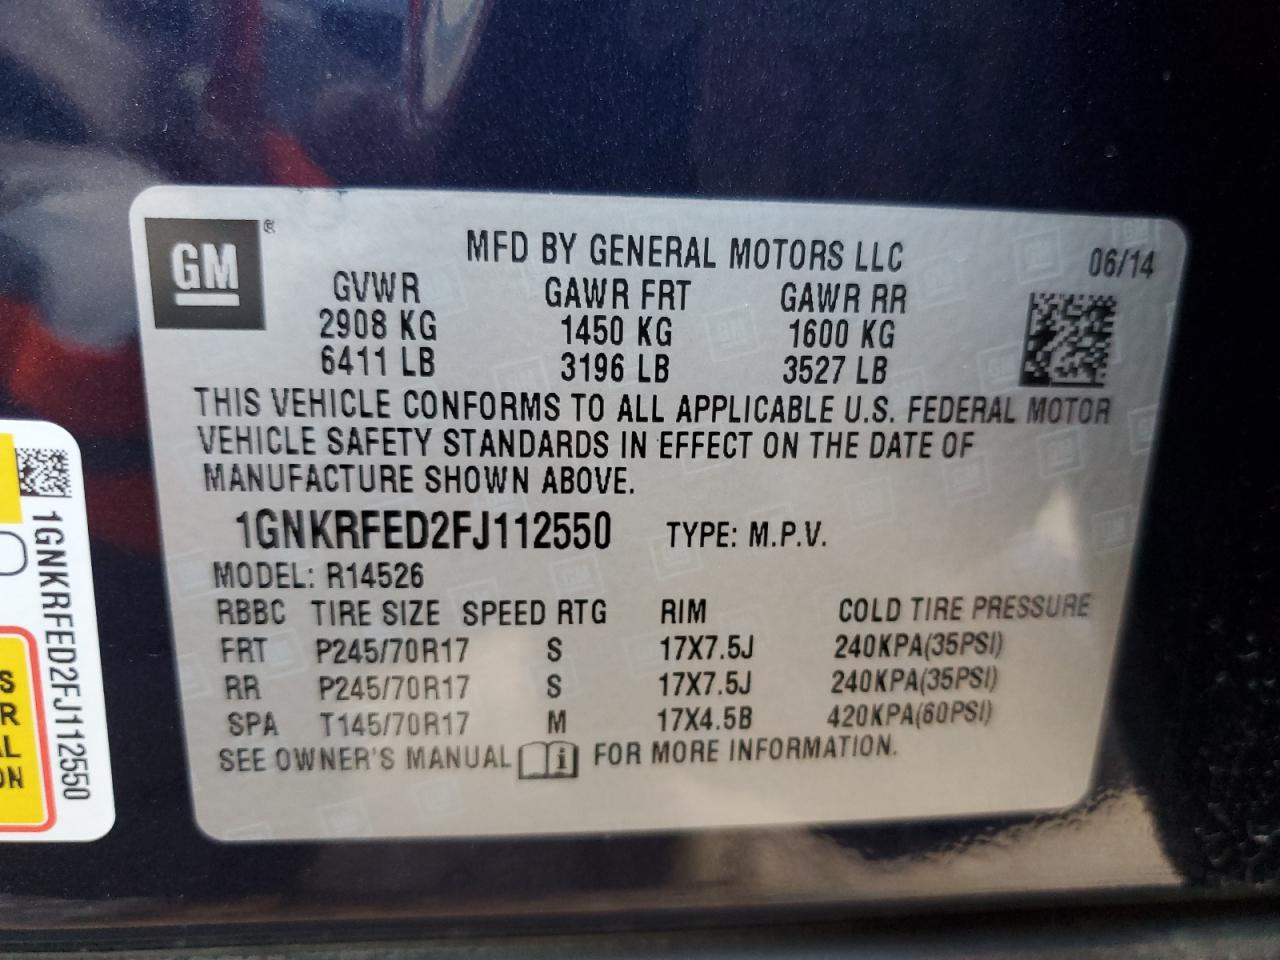 GM ®
MFD BY GENERAL MOTORS LLC 06/14
GVWR GAWR FRT GAWR RR
2908 KG 1450 KG 1600 KG
6411 LB 3196 LB 3527 LB
THIS VEHICLE CONFORMS TO ALL APPLICABLE U.S. FEDERAL MOTOR
VEHICLE SAFETY STANDARDS IN EFFECT ON THE DATE OF
MANUFACTURE SHOWN ABOVE.
1GNKRFED2FJ112550 TYPE: M.P.V.
MODEL: R14526
RBBC TIRE SIZE SPEED RTG RIM COLD TIRE PRESSURE
FRT P245/70R17 S 17X7.5J 240KPA(35PSI)
RR P245/70R17 S 17X7.5J 240KPA(35PSI)
SPA T145/70R17 M 17X4.5B 420KPA(60PSI)
SEE OWNER'S MANUAL i FOR MORE INFORMATION.
1GNKRFED2FJ112550
S
R
AL
ON